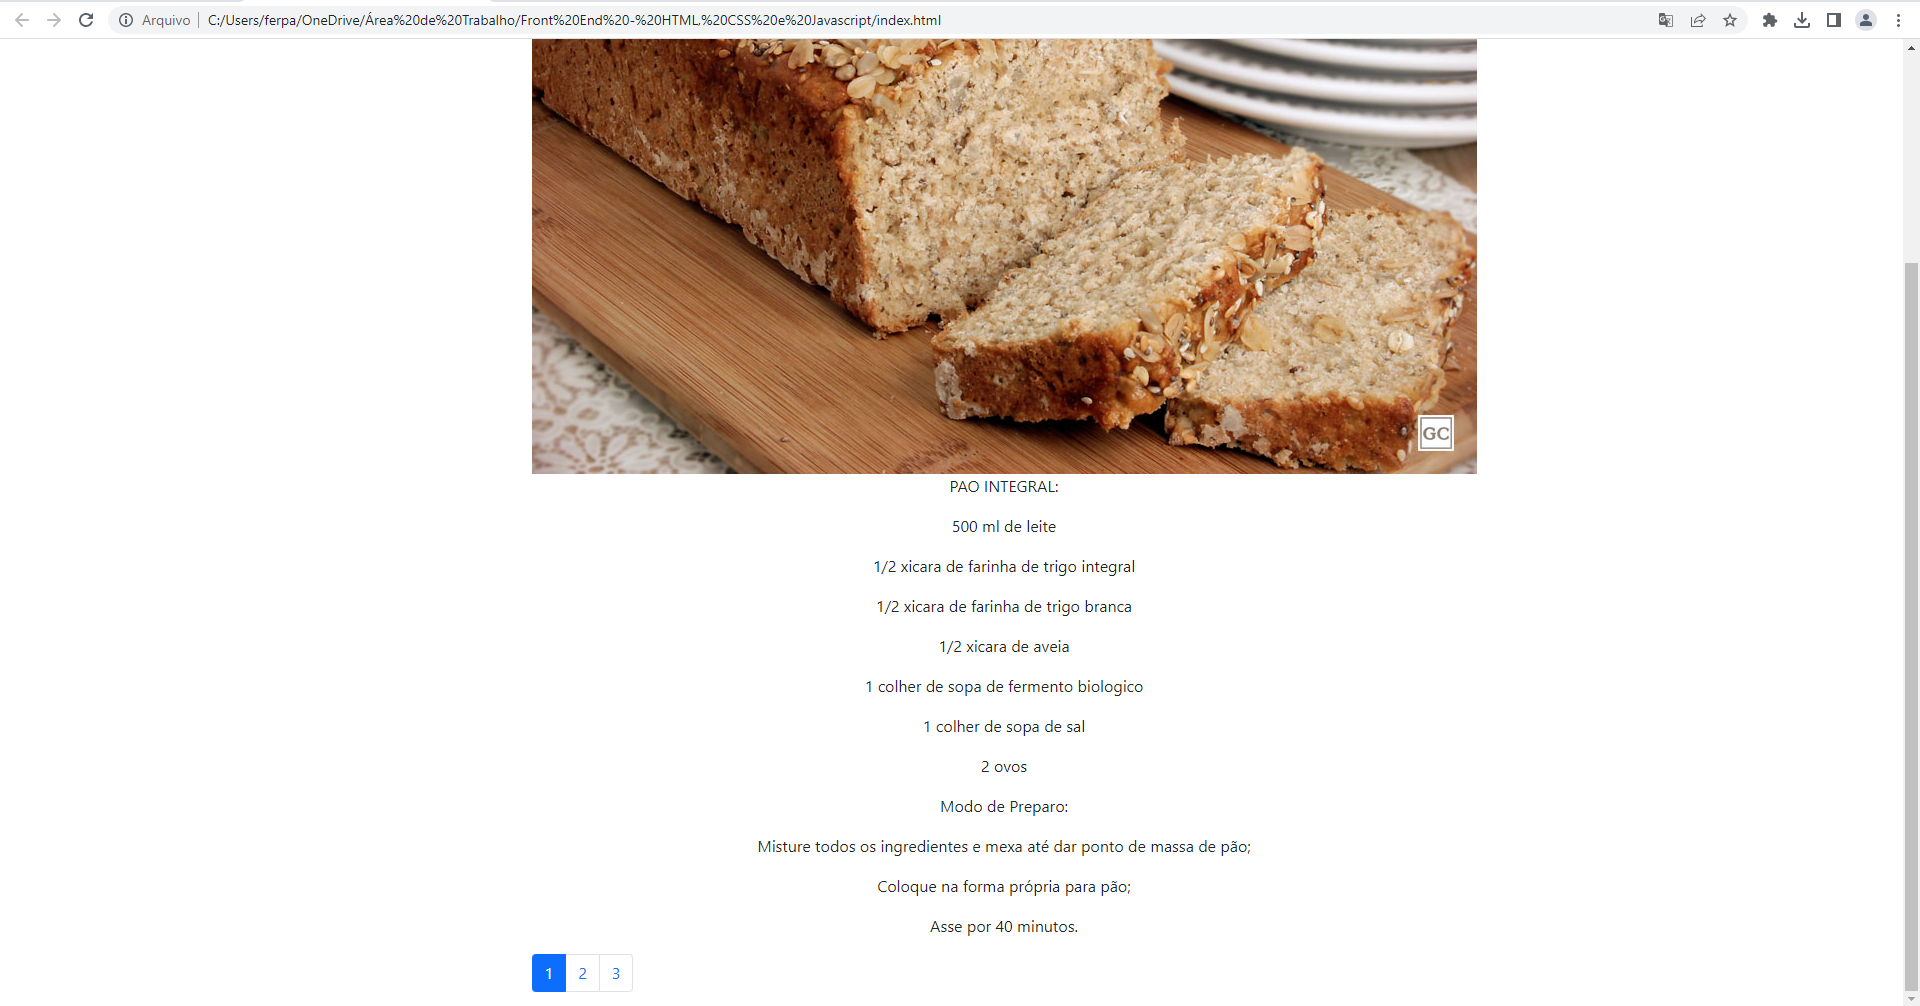 Arquivo | C:/Users/ferpa/OneDrive/Área%20de%20Trabalho/Front%20End%20-%20HTML,%20CSS%20e%20Javascript/index.html
GC
PAO INTEGRAL:
500 ml de leite
1/2 xicara de farinha de trigo integral
1/2 xicara de farinha de trigo branca
1/2 xicara de aveia
1 colher de sopa de fermento biologico
1 colher de sopa de sal
2 ovos
Modo de Preparo:
Misture todos os ingredientes e mexa até dar ponto de massa de pão;
Coloque na forma própria para pão;
Asse por 40 minutos.
1 2 3